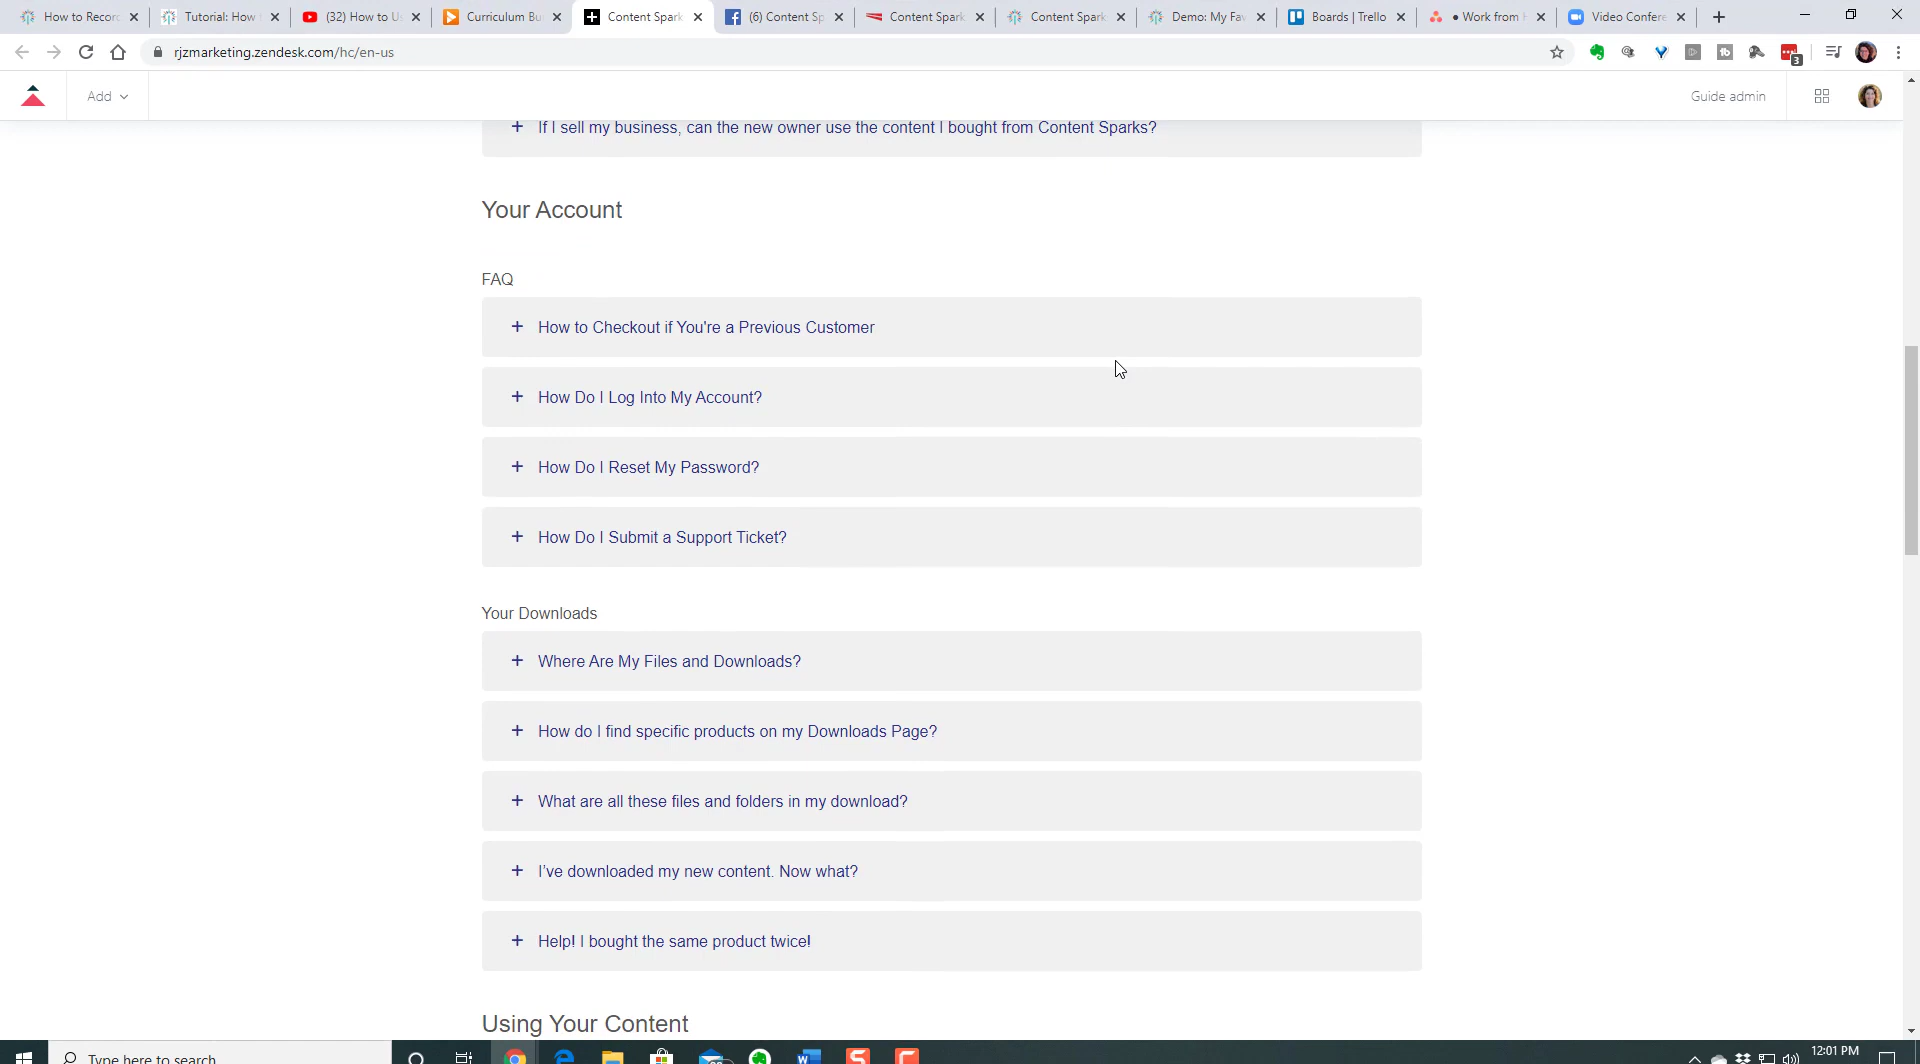 How to Recor
Tutorial: How
(32) How to U
Curriculum Bu
Content Spark
(6) Content Sp
Content Spark
Content Spark
Demo: My Fav
Boards | Trello
• Work from H
Video Confere
rjzmarketing.zendesk.com/hc/en-us
3
Add
Guide admin
+ If I sell my business, can the new owner use the content I bought from Content Sparks?
Your Account
FAQ
+ How to Checkout if You're a Previous Customer
+ How Do I Log Into My Account?
+ How Do I Reset My Password?
+ How Do I Submit a Support Ticket?
Your Downloads
+ Where Are My Files and Downloads?
+ How do I find specific products on my Downloads Page?
+ What are all these files and folders in my download?
+ I've downloaded my new content. Now what?
+ Help! I bought the same product twice!
Using Your Content
Type here to search
12:01 PM